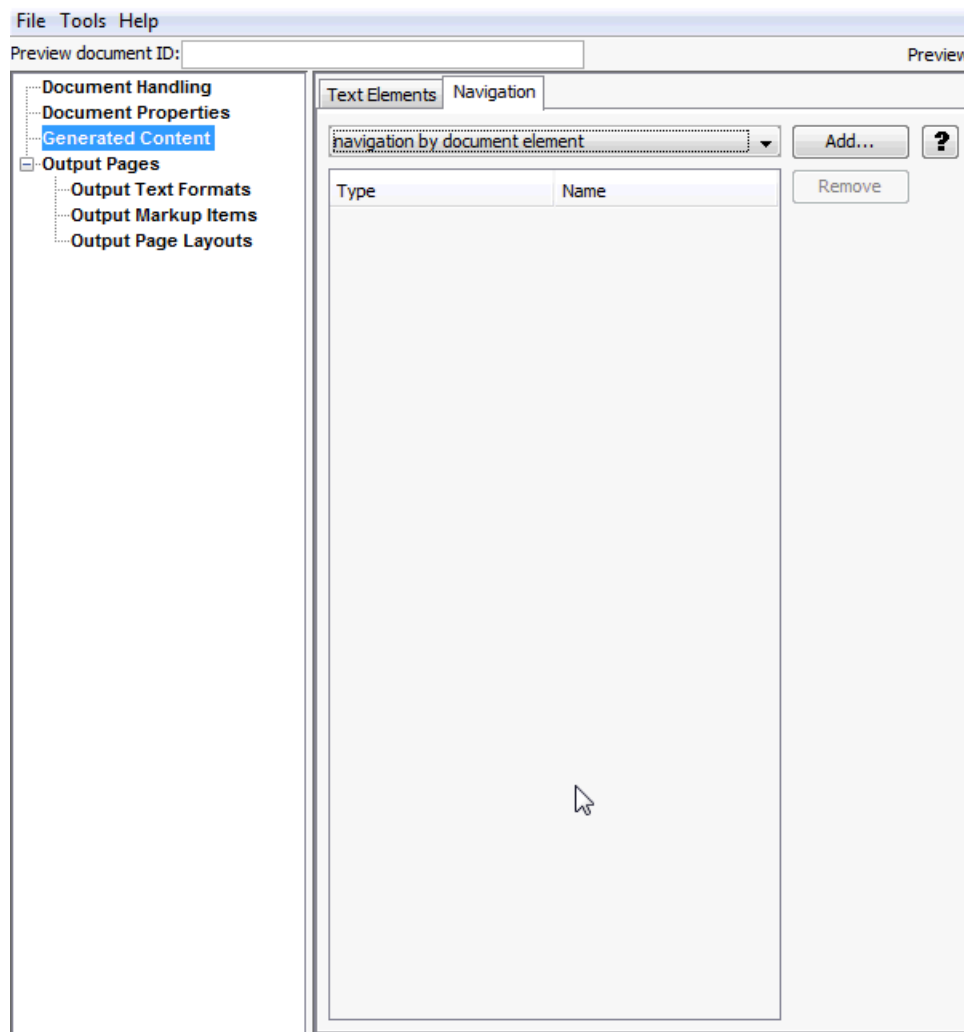 File Tools Help
Preview document ID:
Preview
Document Handling
Document Properties
Generated Content
Output Pages
Output Text Formats
Output Markup Items
Output Page Layouts
Text Elements Navigation
navigation by document element
Add... ?
Type Name
Remove